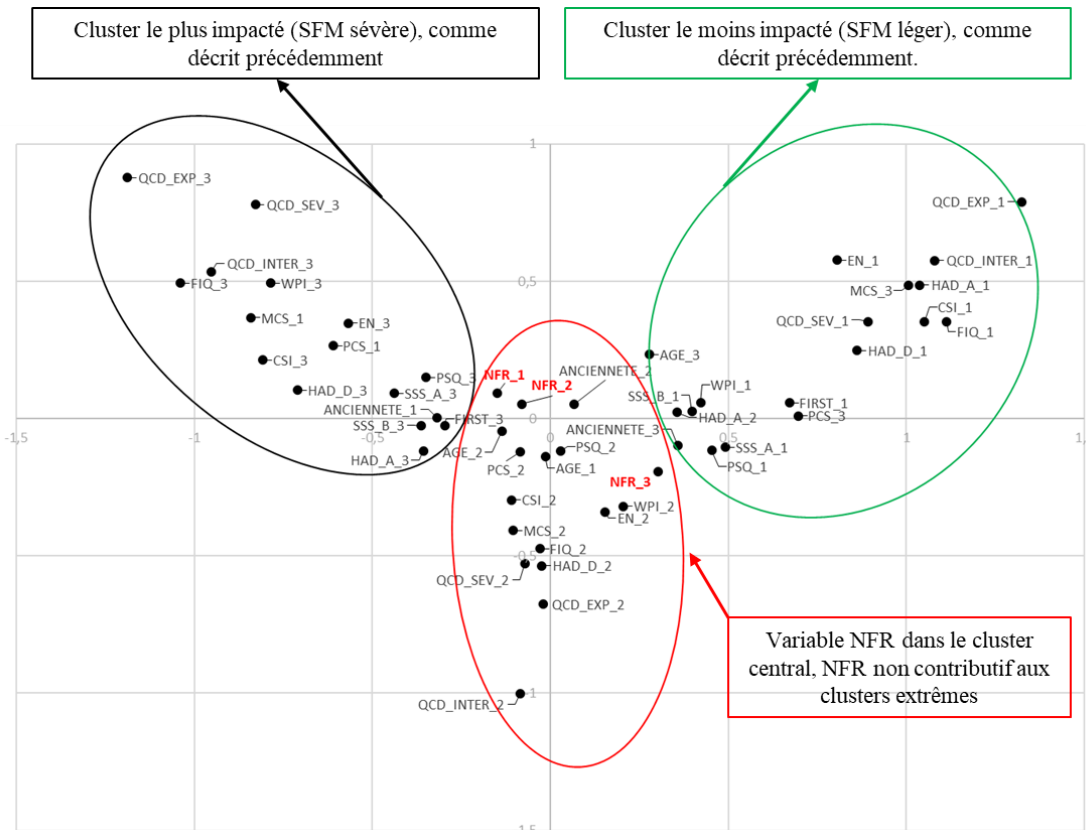 Cluster le plus impacté (SFM sévère), comme
décrit précédemment
Cluster le moins impacté (SFM léger), comme
décrit précédemment.
1
QCD_EXP_3
QCD_EXP_1
QCD_SEV_3
EN_1
QCD_INTER_1
QCD_INTER_3
0,5
FIQ_3
WPI_3
MCS_3
HAD_A_1
MCS_1
EN_3
QCD_SEV_1
CSI_1
FIQ_1
PCS_1
CSI_3
AGE_3
HAD_D_1
PSQ_3
NFR_1
NFR_2
ANCIENNETE_2
HAD_D_3
SSS_A_3
SSS_B_1
WPI_1
FIRST_1
ANCIENNETE_1
FIRST_3
HAD_A_2
PCS_3
-1,5
-1
-0,5
0
0,5
1
1,
SSS_B_3
ANCIENNETE_3
HAD_A_3
AGE_2
PSQ_2
SSS_A_1
PCS_2
AGE_1
PSQ_1
NFR_3
CSI_2
WPI_2
EN_2
MCS_2
-0,5
FIQ_2
QCD_SEV_2
HAD_D_2
QCD_EXP_2
-1
QCD_INTER_2
Variable NFR dans le cluster
central, NFR non contributif aux
clusters extrêmes
-1,5